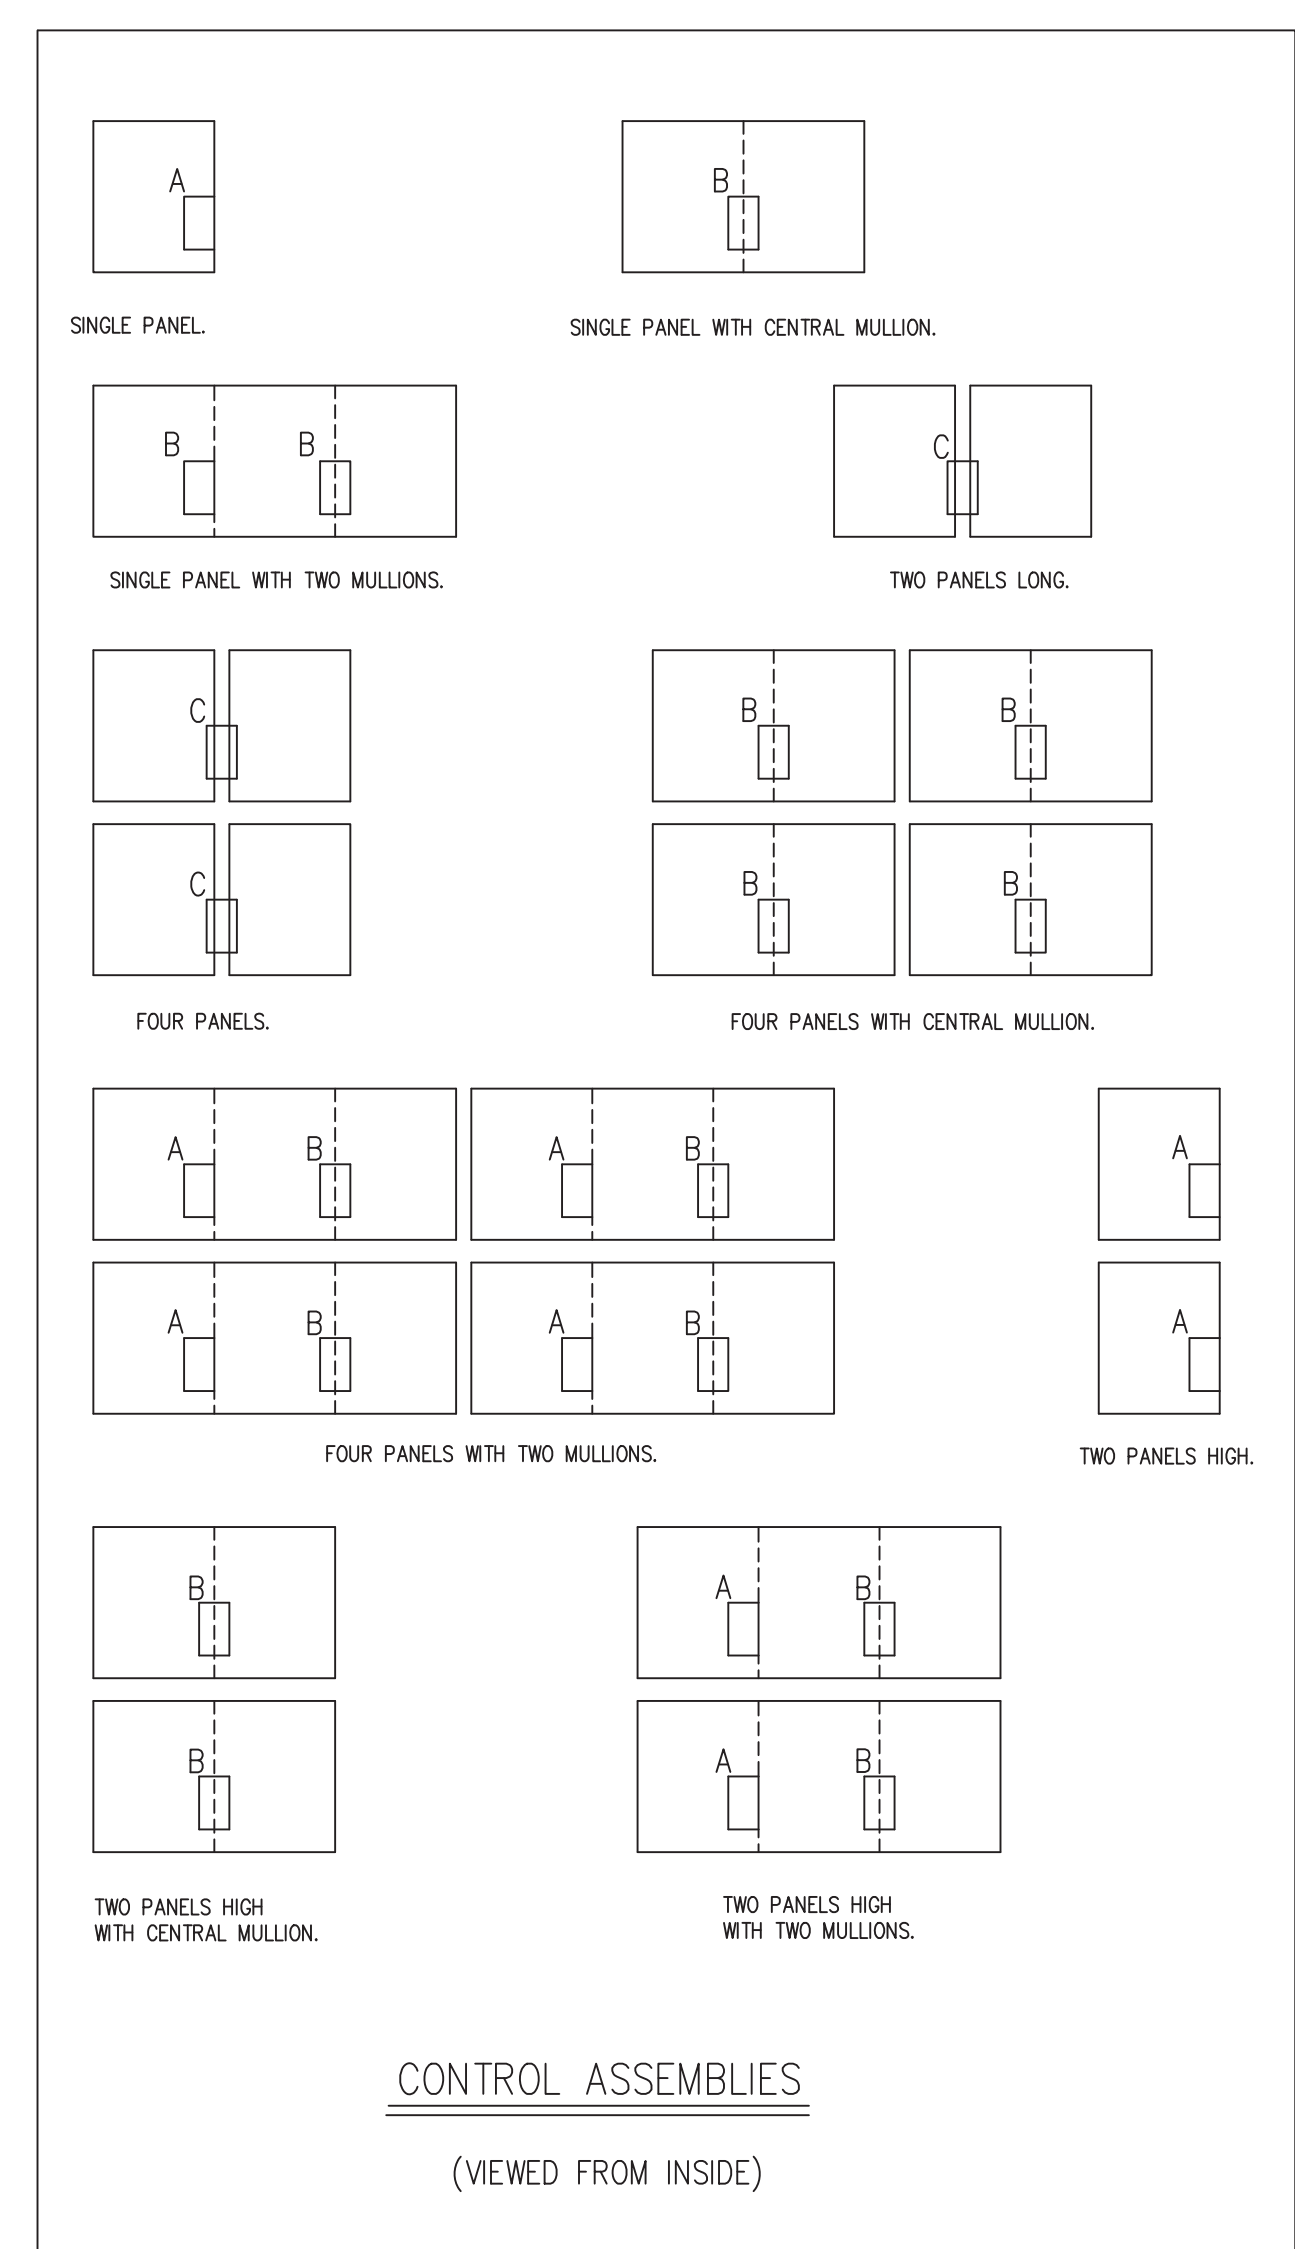 A
B
SINGLE PANEL.
SINGLE PANEL WITH CENTRAL MULLION.
B B
C
SINGLE PANEL WITH TWO MULLIONS.
TWO PANELS LONG.
C
B B
C
B B
FOUR PANELS.
FOUR PANELS WITH CENTRAL MULLION.
A B A B
A
A B A B
A
FOUR PANELS WITH TWO MULLIONS.
TWO PANELS HIGH.
B
A B
B
A B
TWO PANELS HIGH
WITH CENTRAL MULLION.
TWO PANELS HIGH
WITH TWO MULLIONS.
CONTROL ASSEMBLIES
(VIEWED FROM INSIDE)